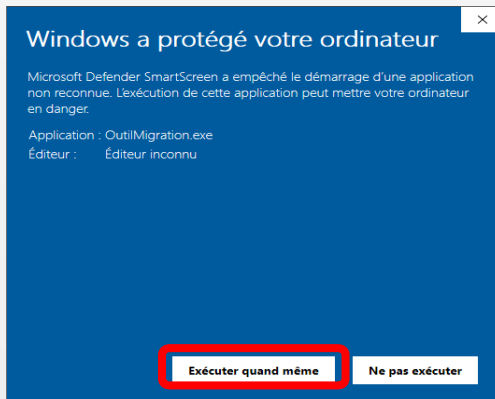 Windows a protégé votre ordinateur
Microsoft Defender SmartScreen a empêché le démarrage d'une application
non reconnue. L'exécution de cette application peut mettre votre ordinateur
en danger.
Application : OutilMigration.exe
Éditeur : Éditeur inconnu
Exécuter quand même Ne pas exécuter